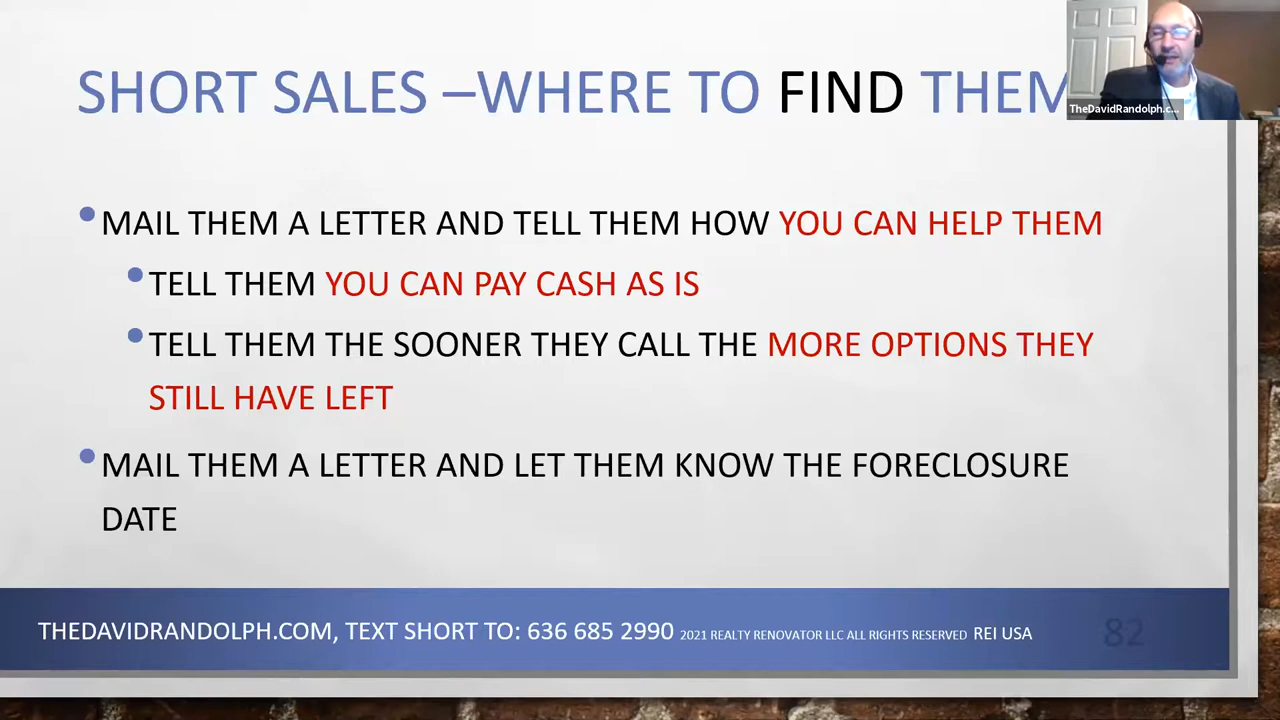 SHORT SALES –WHERE TO FIND THEM
TheDavidRandolph.c...
MAIL THEM A LETTER AND TELL THEM HOW YOU CAN HELP THEM
TELL THEM YOU CAN PAY CASH AS IS
TELL THEM THE SOONER THEY CALL THE MORE OPTIONS THEY
STILL HAVE LEFT
MAIL THEM A LETTER AND LET THEM KNOW THE FORECLOSURE
DATE
THEDAVIDRANDOLPH.COM, TEXT SHORT TO: 636 685 2990 2021 REALTY RENOVATOR LLC ALL RIGHTS RESERVED REI USA
82